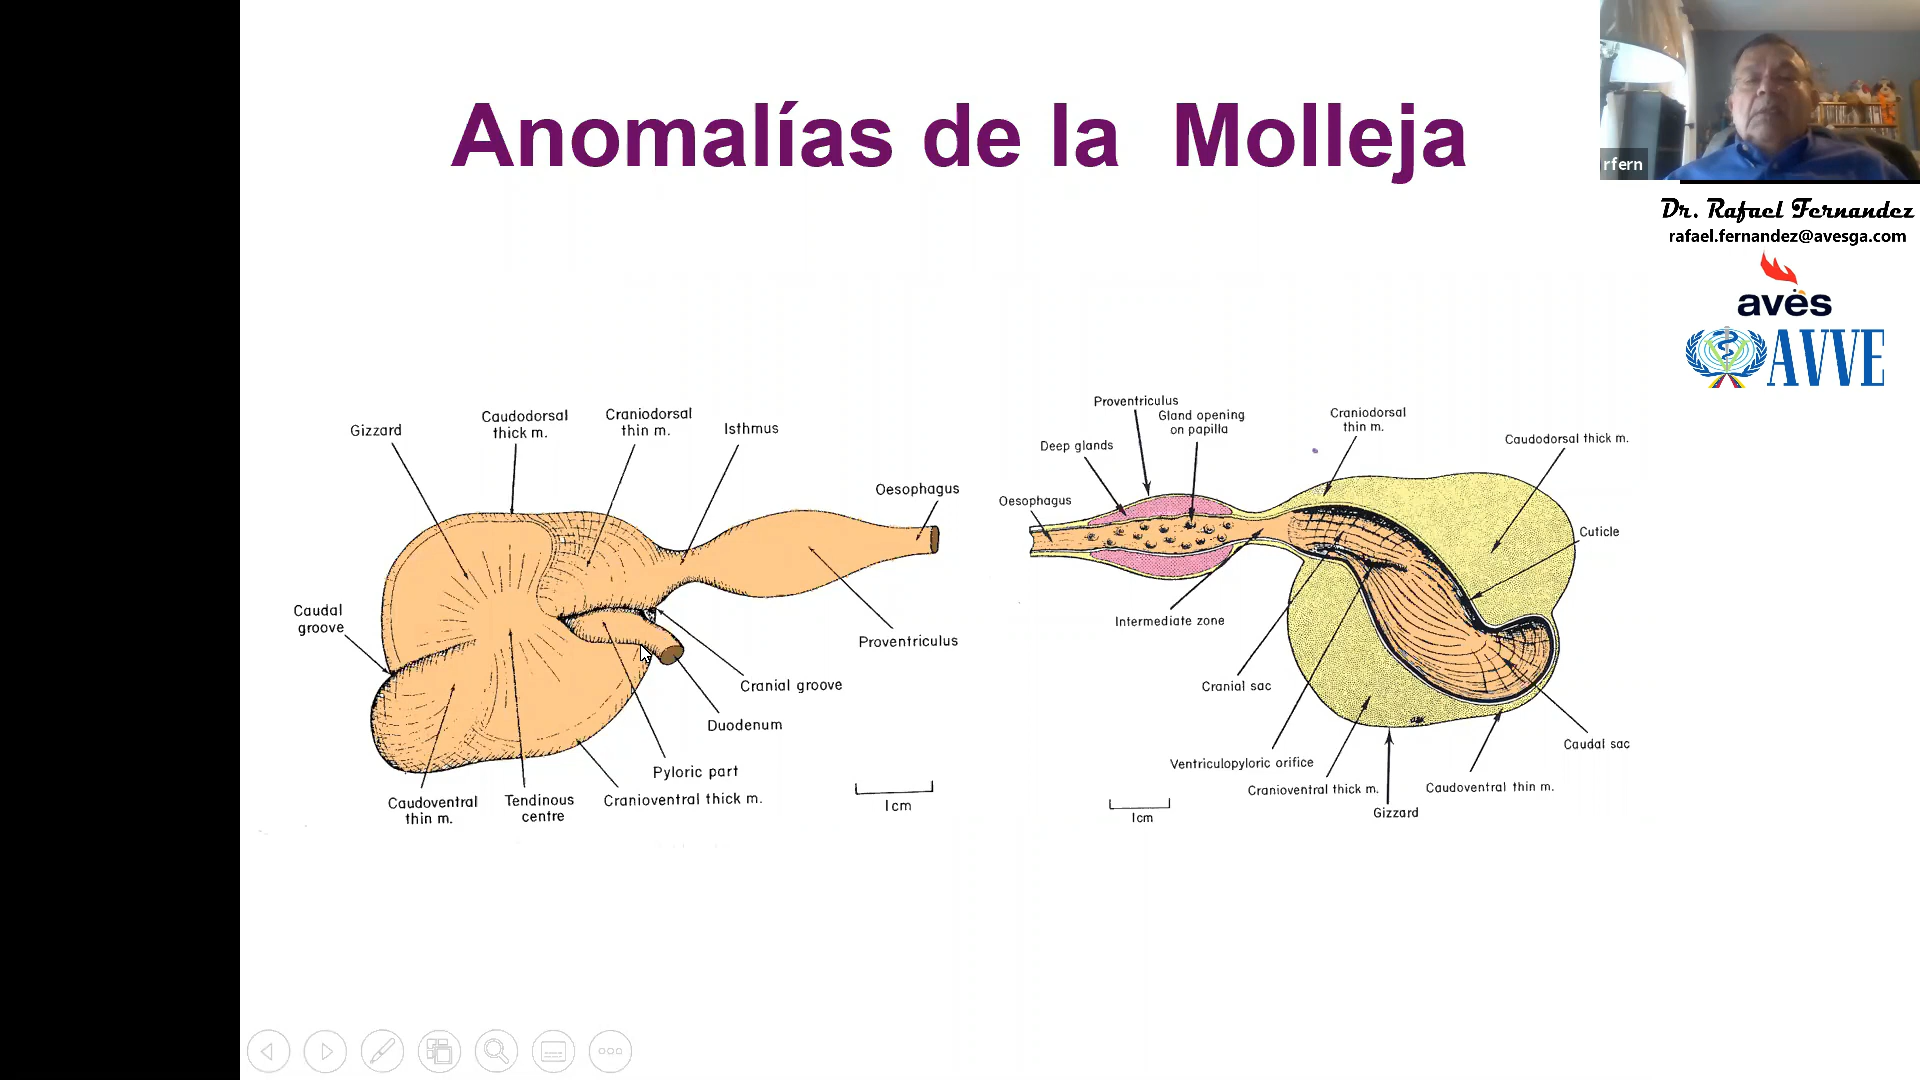 Anomalías de la Molleja
rfern
Dr. Rafael Fernandez
rafael.fernandez@avesga.com
avès
AVVE
Gizzard
Caudodorsal
thick m.
Craniodorsal
thin m.
Isthmus
Oesophagus
Caudal
groove
Proventriculus
Cranial groove
Duodenum
Pyloric part
Caudoventral
thin m.
Tendinous
centre
Cranioventral thick m.
1cm
Proventriculus
Gland opening
on papilla
Deep glands
Oesophagus
Craniodorsal
thin m.
Caudodorsal thick m.
Cuticle
Intermediate zone
Cranial sac
Caudal sac
Ventriculopyloric orifice
Cranioventral thick m.
Caudoventral thin m.
Gizzard
1cm